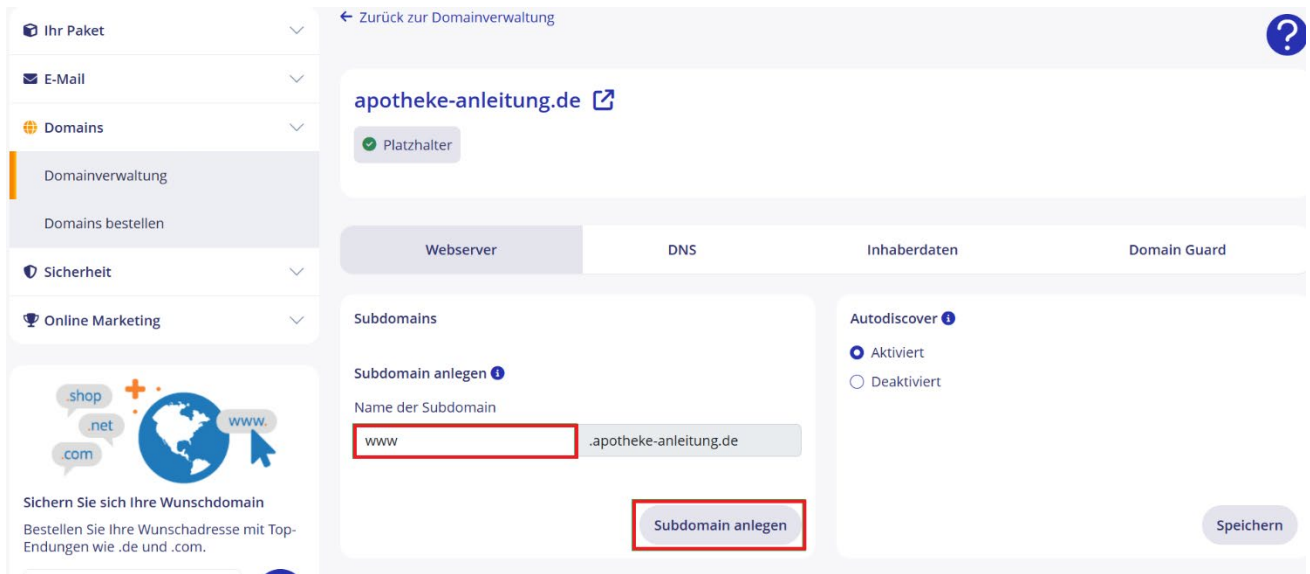 Ihr Paket
E-Mail
Domains
Domainverwaltung
Domains bestellen
Sicherheit
Online Marketing
.shop
.net
.com
www.
Sichern Sie sich Ihre Wunschdomain
Bestellen Sie Ihre Wunschadresse mit Top-
Endungen wie .de und .com.
← Zurück zur Domainverwaltung
?
apotheke-anleitung.de
Platzhalter
Webserver
DNS
Inhaberdaten
Domain Guard
Subdomains
Subdomain anlegen
Name der Subdomain
www
.apotheke-anleitung.de
Subdomain anlegen
Autodiscover
Aktiviert
Deaktiviert
Speichern